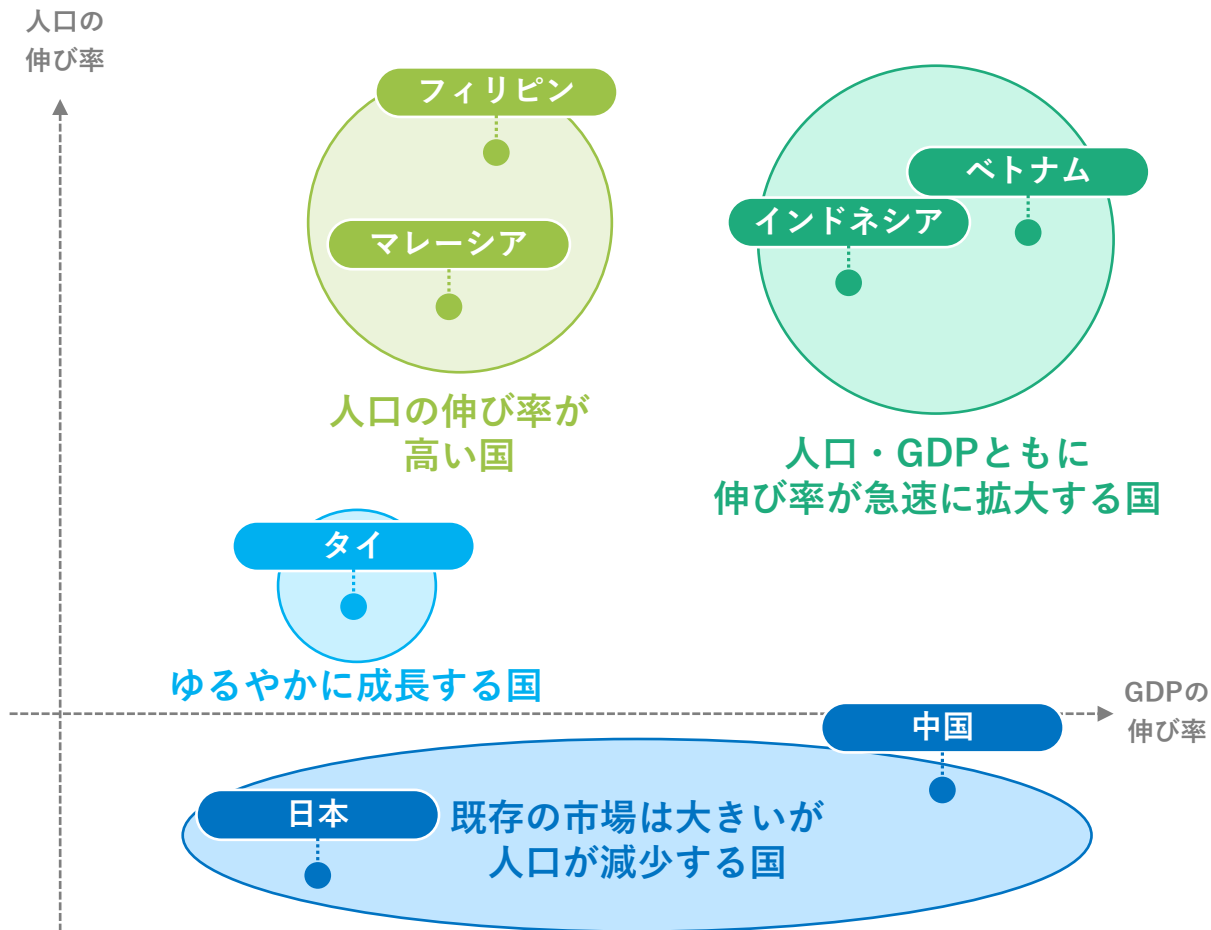 人口の
伸び率
フィリピン
マレーシア
人口の伸び率が
高い国
ベトナム
インドネシア
人口・GDPともに
伸び率が急速に拡大する国
タイ
ゆるやかに成長する国
GDPの
伸び率
中国
日本
既存の市場は大きいが
人口が減少する国